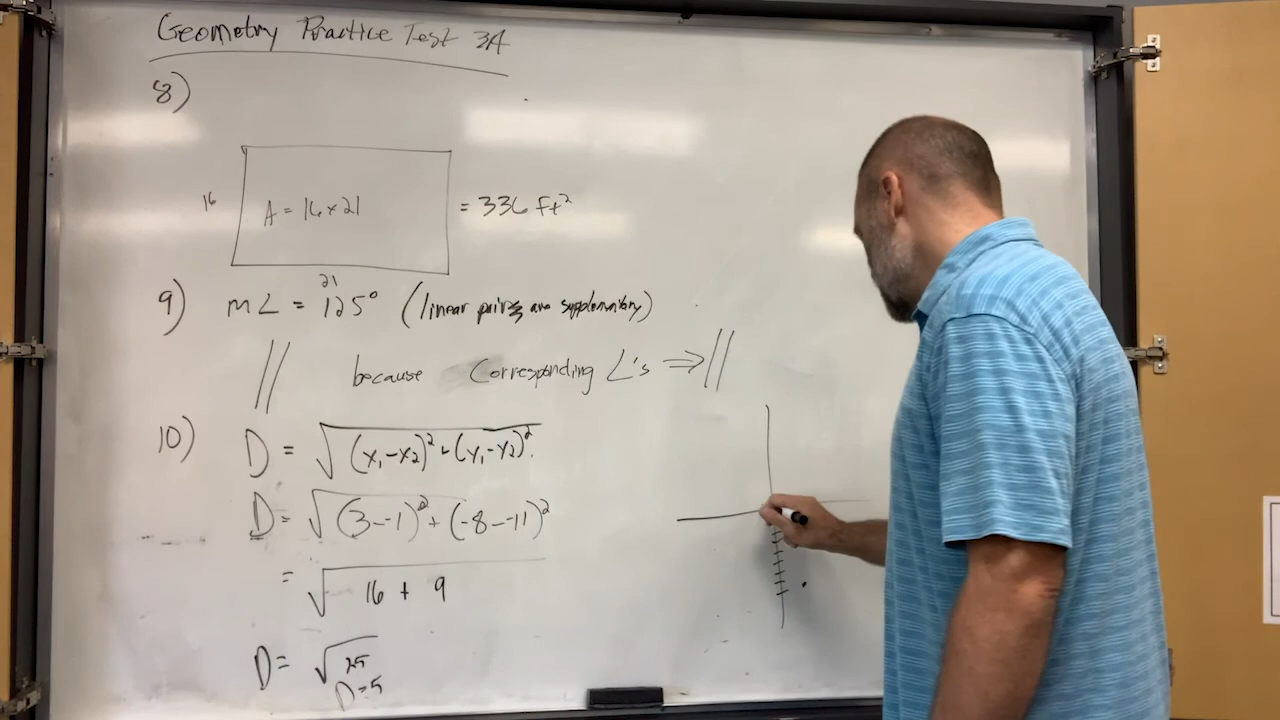 Geometry Practice Test 3A
8)
16 A = 16 x 21 = 336 Ft²
21
9) m∠ = 125° (linear pairs are supplementary)
// because Corresponding ∠'s ⇒ //
10) D = √(x₁-x₂)² + (y₁-y₂)²
D = √(3--1)² + (-8--11)²
= √16 + 9
D = √25
D = 5